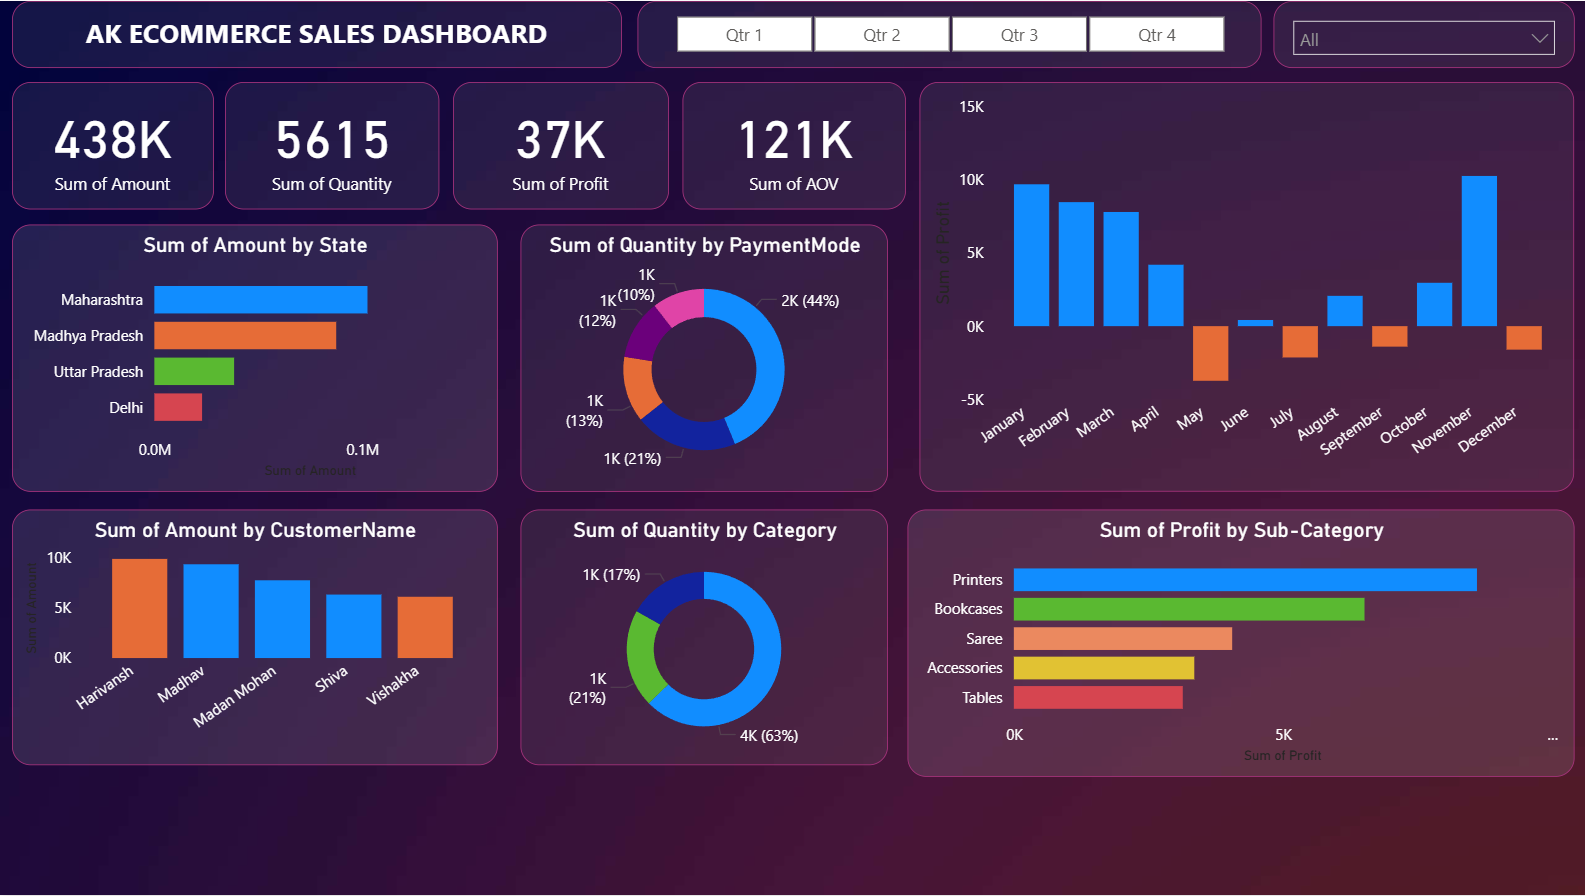 AK ECOMMERCE SALES DASHBOARD
Qtr 1
Qtr 2
Qtr 3
Qtr 4
All
438K
Sum of Amount
5615
Sum of Quantity
37K
Sum of Profit
121K
Sum of AOV
Sum of Profit
15K
10K
5K
0K
-5K
January
February
March
April
May
June
July
August
September
October
November
December
Sum of Amount by State
Maharashtra
Madhya Pradesh
Uttar Pradesh
Delhi
0.0M
0.1M
Sum of Amount
Sum of Quantity by PaymentMode
1K
(10%)
1K
(12%)
2K (44%)
1K
(13%)
1K (21%)
Sum of Amount by CustomerName
Sum of Amount
10K
5K
0K
Harivansh
Madhav
Madan Mohan
Shiva
Vishakha
Sum of Quantity by Category
1K (17%)
1K
(21%)
4K (63%)
Sum of Profit by Sub-Category
Printers
Bookcases
Saree
Accessories
Tables
0K
5K
...
Sum of Profit